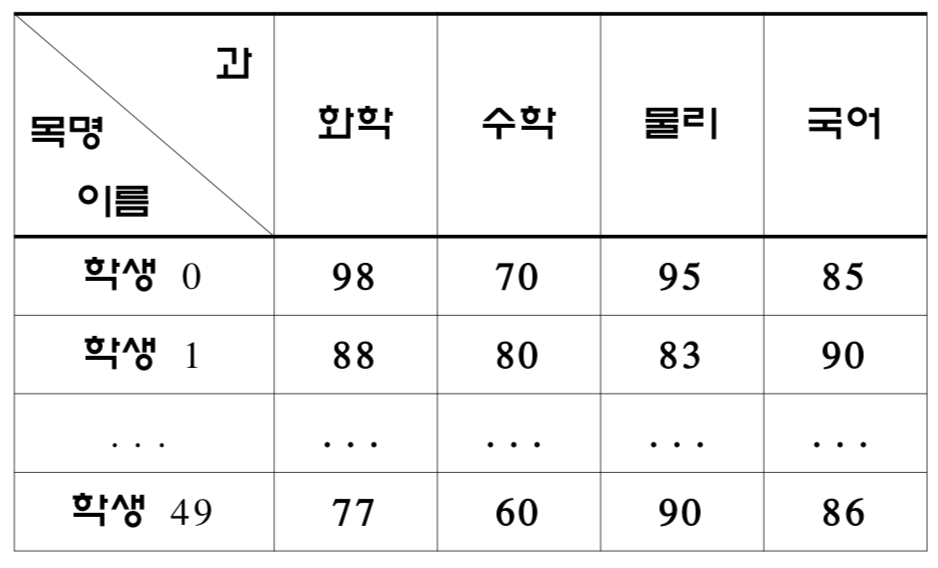 과
목명
이름
화학 수학 물리 국어
학생 0 98 70 95 85
학생 1 88 80 83 90
... ... ... ... ...
학생 49 77 60 90 86